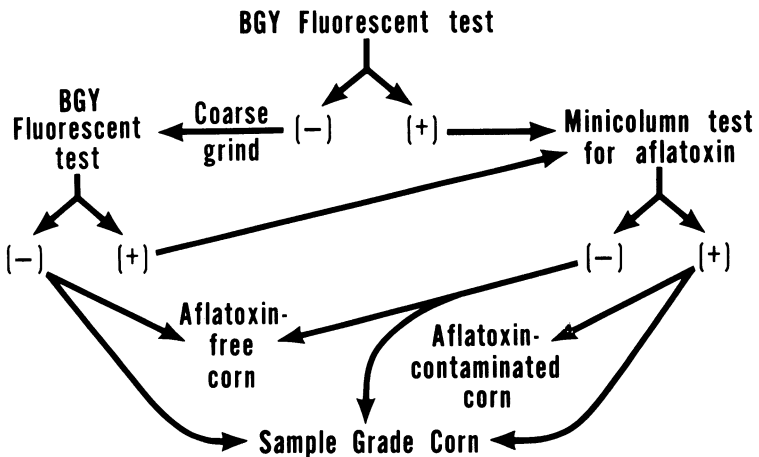 BGY Fluorescent test
BGY
Fluorescent
test
Coarse
grind
(−)
(+)
Minicolumn test
for aflatoxin
(−)
(+)
(−)
(+)
Aflatoxin-
free
corn
Aflatoxin-
contaminated
corn
Sample Grade Corn